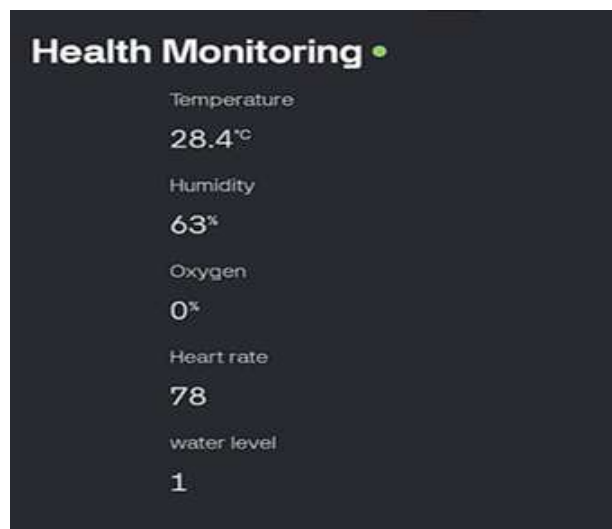 Health Monitoring
Temperature
28.4°C
Humidity
63%
Oxygen
0%
Heart rate
78
water level
1